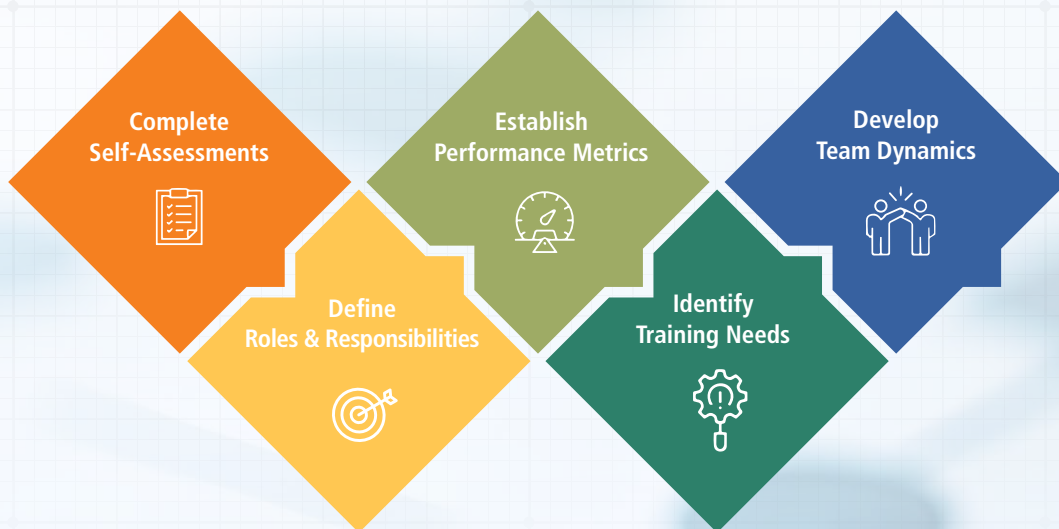 Complete
Self-Assessments
Define
Roles & Responsibilities
Establish
Performance Metrics
Identify
Training Needs
Develop
Team Dynamics